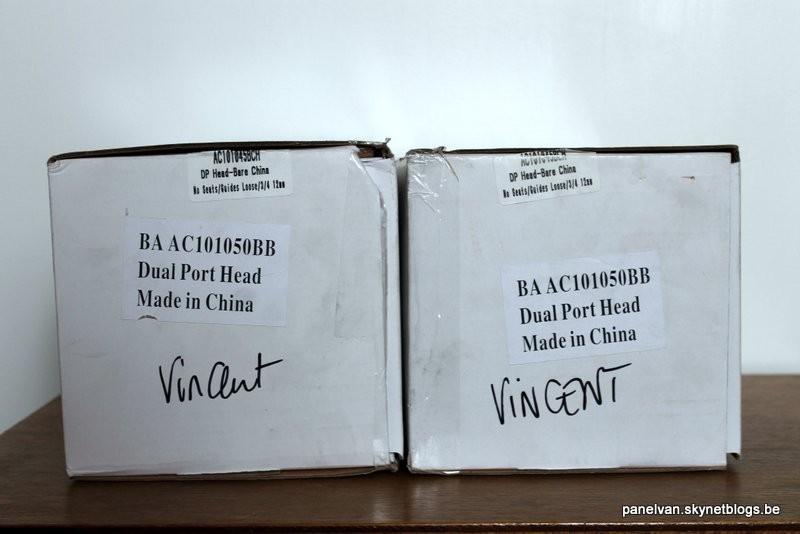 AC101045BCH
DP Head-Bare China
No Seats/Guides Loose/3/4 12mm
BA AC101050BB
Dual Port Head
Made in China
Vincent
DP Head-Bare China
No Seats/Guides Loose/3/4 12mm
BA AC101050BB
Dual Port Head
Made in China
VINCENT
panelvan.skynetblogs.be